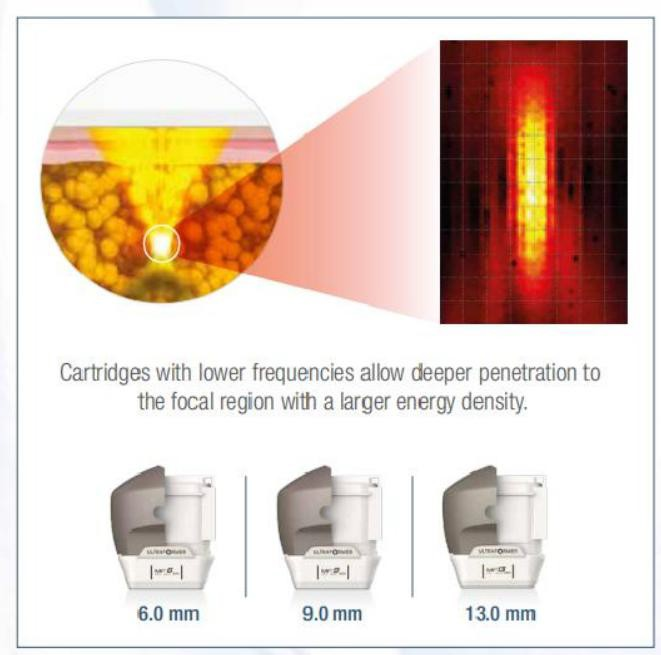 Cartridges with lower frequencies allow deeper penetration to
the focal region with a larger energy density.
ULTRAFORMER
ULTRAFORMER
ULTRAFORMER
6.0 mm
9.0 mm
13.0 mm